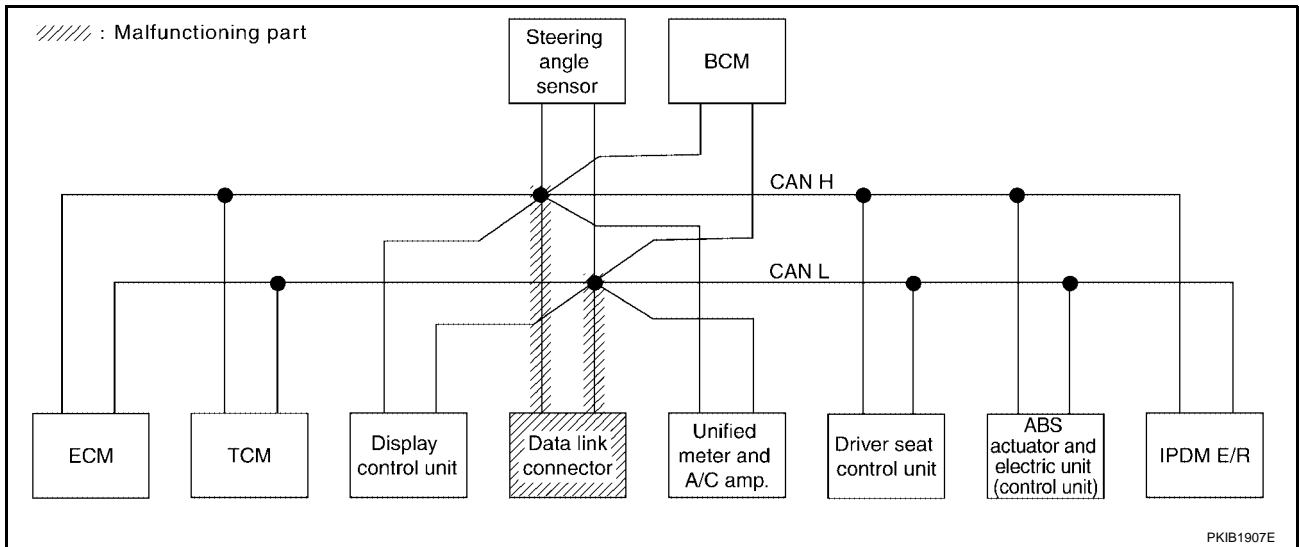 : Malfunctioning part
Steering
angle
sensor
BCM
CAN H
CAN L
ECM
TCM
Display
control unit
Data link
connector
Unified
meter and
A/C amp.
Driver seat
control unit
ABS
actuator and
electric unit
(control unit)
IPDM E/R
PKIB1907E